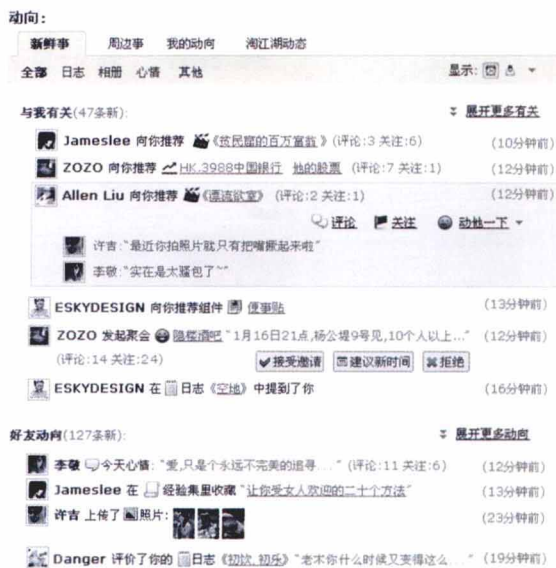 动向：
新鲜事 周边事 我的动向 淘江湖动态
全部 日志 相册 心情 其他 显示:
与我有关(47条新): 展开更多有关
Jameslee 向你推荐 《贫民窟的百万富翁》(评论:3 关注:6) (10分钟前)
ZOZO 向你推荐 HK.3988中国银行 他的股票 (评论:7 关注:1) (12分钟前)
Allen Liu 向你推荐 《漂流欲室》 (评论:2 关注:1) (12分钟前)
评论 关注 动他一下
许吉:"最近你拍照片就只有把嘴撅起来啦"
李敬:"实在是太骚包了~"
ESKYDESIGN 向你推荐组件 便事贴 (13分钟前)
ZOZO 发起聚会 隐楼酒吧 "1月16日21点,杨公堤9号见,10个人以上..." (12分钟前)
(评论:14 关注:24) 接受邀请 建议新时间 拒绝
ESKYDESIGN 在 日志《空地》中提到了你 (16分钟前)
好友动向(127条新): 展开更多动向
李敬 今天心情: "爱,只是个永远不完美的追寻..." (评论:11 关注:6) (12分钟前)
Jameslee 在 经验集里收藏 "让你受女人欢迎的二十个方法" (13分钟前)
许吉 上传了 照片: (23分钟前)
Danger 评价了你的 日志《初饮.初乐》"老不你什么时候又变得这么..." (19分钟前)